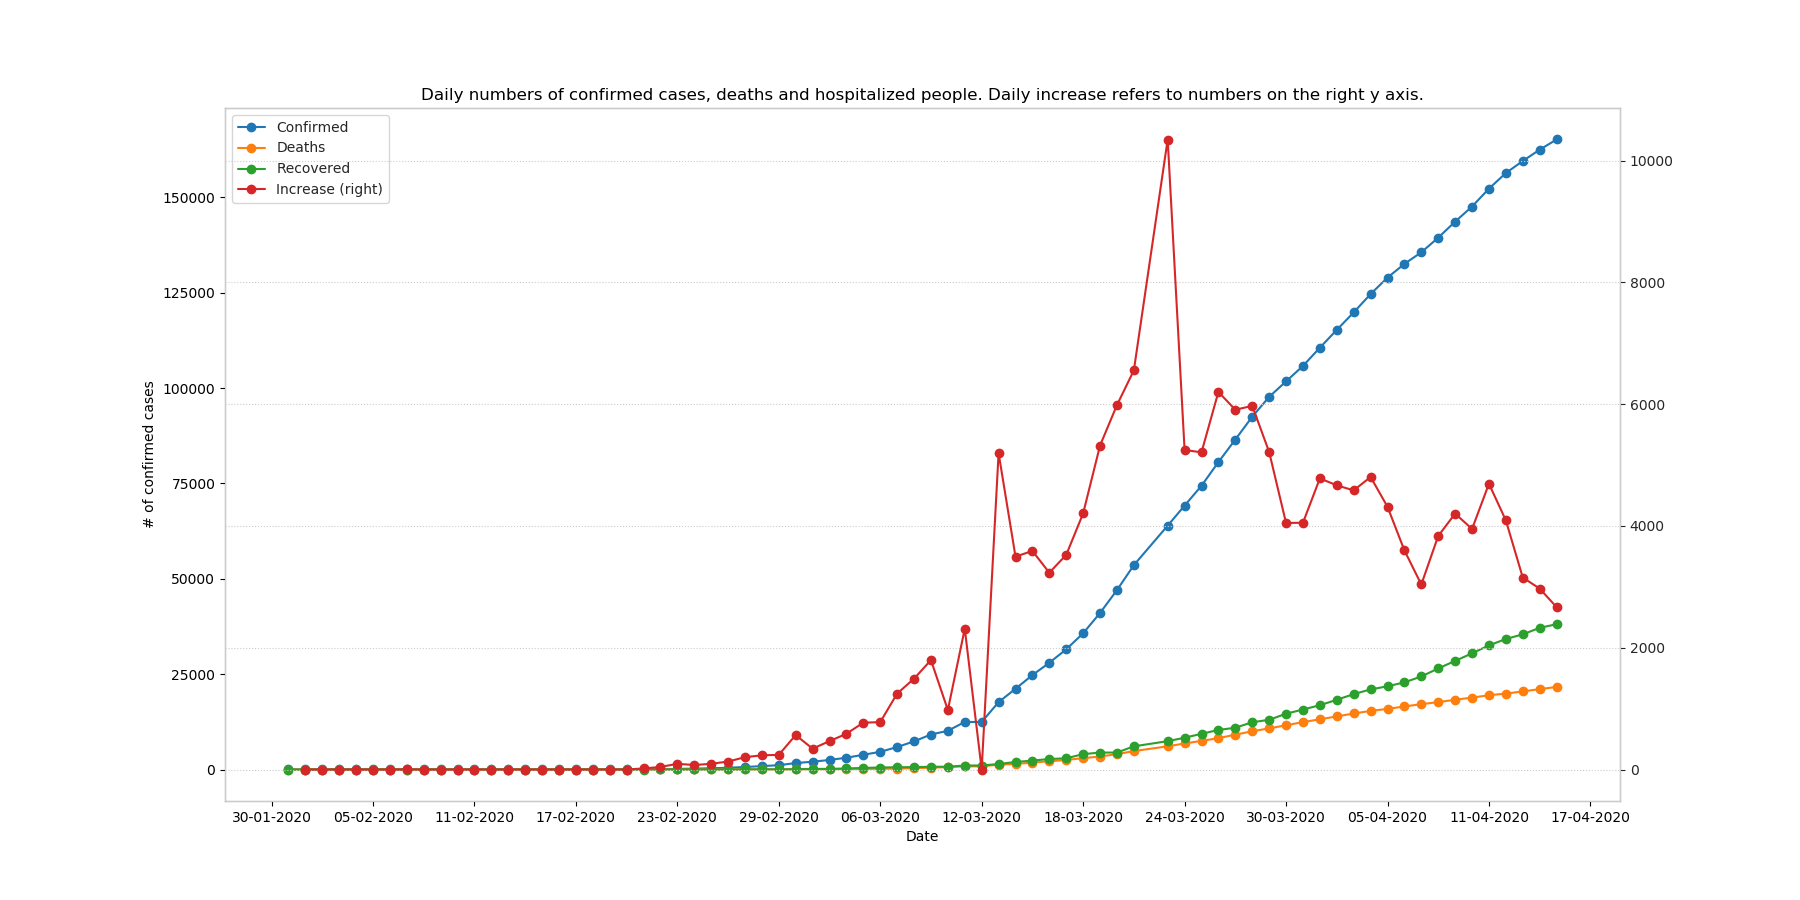 Daily numbers of confirmed cases, deaths and hospitalized people. Daily increase refers to numbers on the right y axis.
Confirmed
Deaths
Recovered
Increase (right)
# of confirmed cases
150000
125000
100000
75000
50000
25000
0
10000
8000
6000
4000
2000
0
30-01-2020 05-02-2020 11-02-2020 17-02-2020 23-02-2020 29-02-2020 06-03-2020 12-03-2020 18-03-2020 24-03-2020 30-03-2020 05-04-2020 11-04-2020 17-04-2020
Date